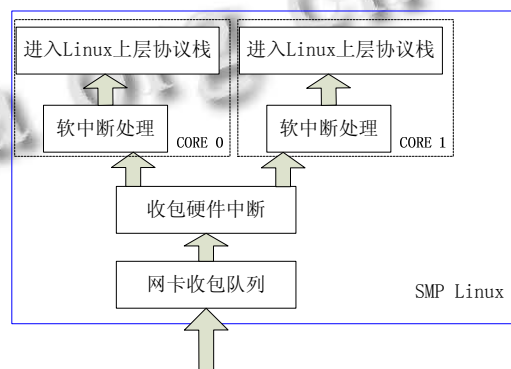 进入Linux上层协议栈
进入Linux上层协议栈
软中断处理
CORE 0
软中断处理
CORE 1
收包硬件中断
网卡收包队列
SMP Linux